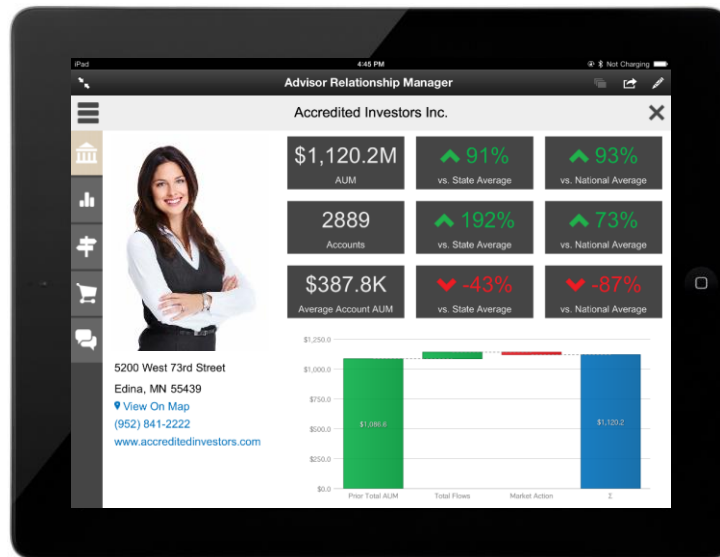 iPad
4:45 PM
Not Charging
Advisor Relationship Manager
Accredited Investors Inc.
$1,120.2M
AUM
91%
vs. State Average
93%
vs. National Average
2889
Accounts
192%
vs. State Average
73%
vs. National Average
$387.8K
Average Account AUM
-43%
vs. State Average
-87%
vs. National Average
5200 West 73rd Street
Edina, MN 55439
View On Map
(952) 841-2222
www.accreditedinvestors.com
$1,250.0
$1,000.0
$750.0
$500.0
$250.0
$0.0
$1,120.2
Prior Total AUM
Total Flows
Market Action
Σ